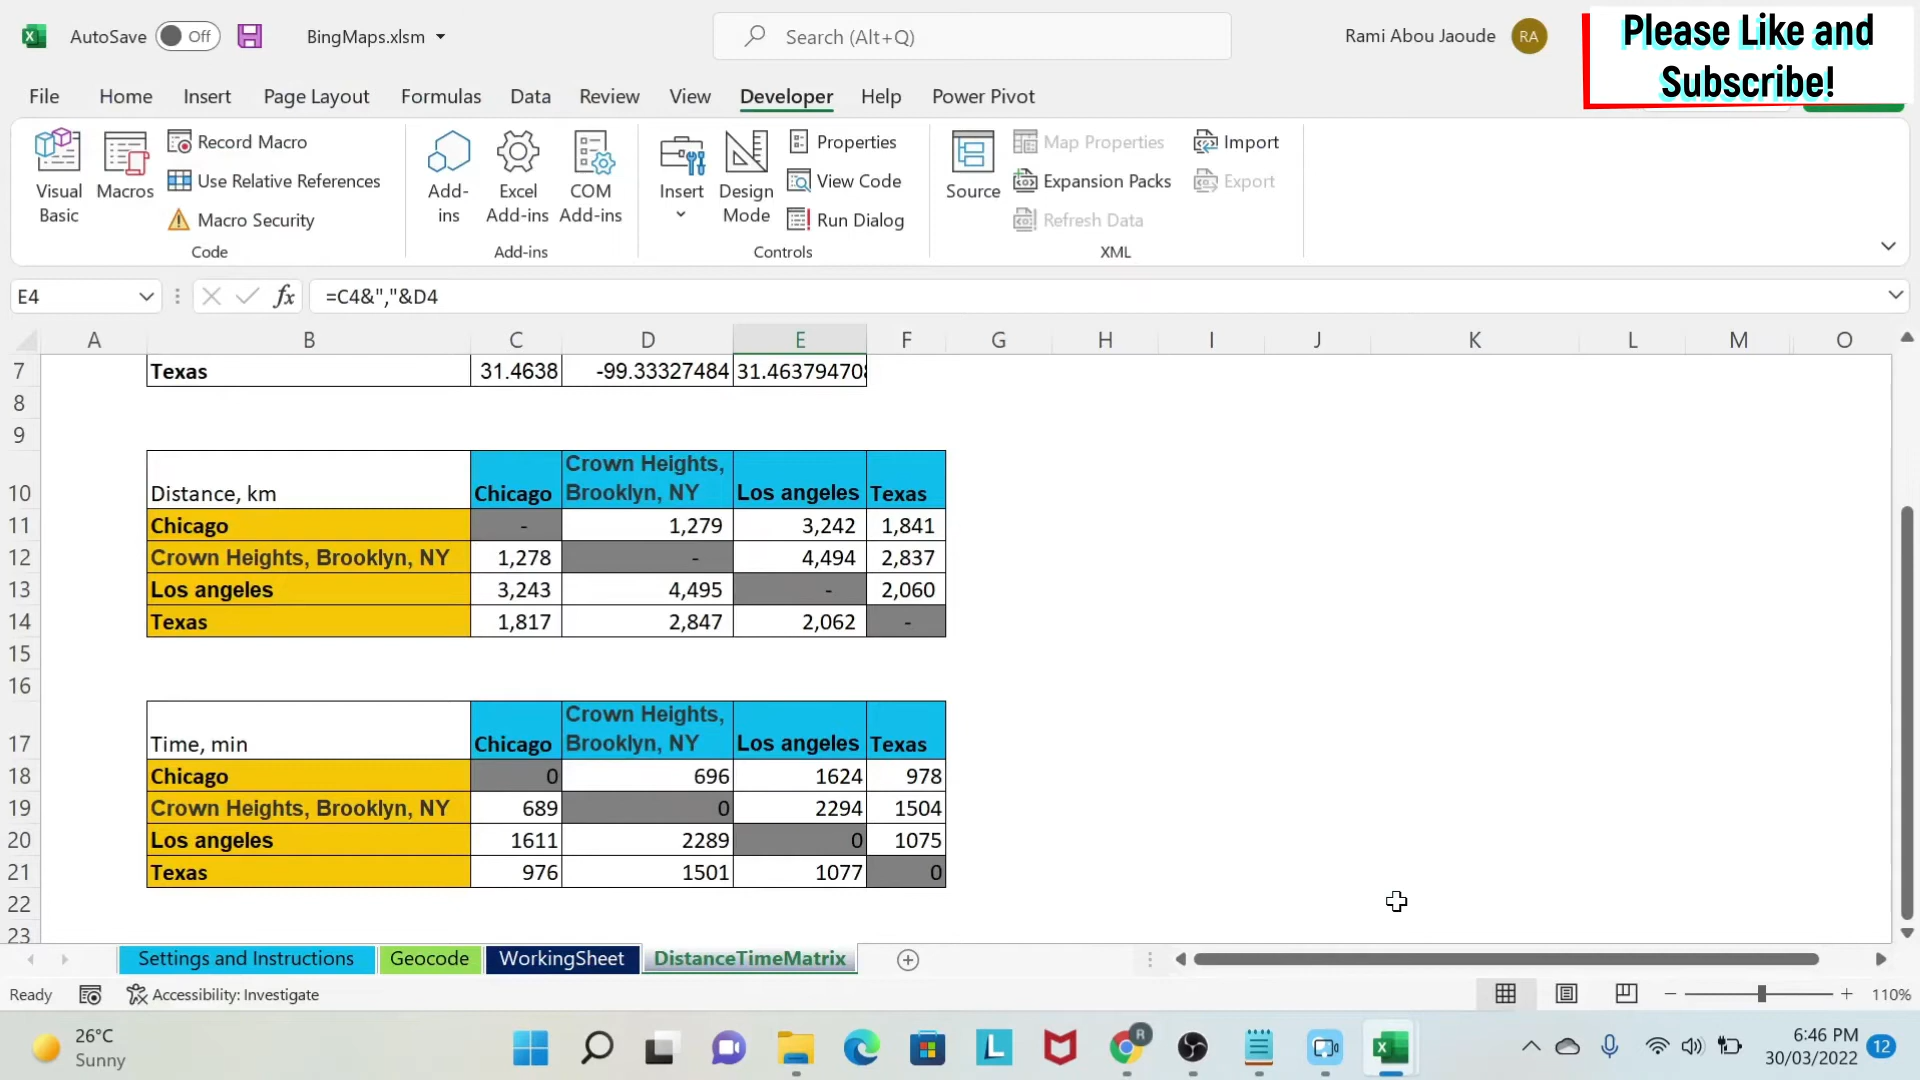 AutoSave Off BingMaps.xlsm Search (Alt+Q) Rami Abou Jaoude RA
Please Like and
Subscribe!
File Home Insert Page Layout Formulas Data Review View Developer Help Power Pivot
Visual Basic
Macros
Record Macro
Use Relative References
Macro Security
Code
Add-ins
Excel Add-ins
COM Add-ins
Add-ins
Insert
Design Mode
Properties
View Code
Run Dialog
Controls
Source
Map Properties
Expansion Packs
Refresh Data
Import
Export
XML
E4 fx =C4&","&D4
A B C D E F G H I J K L M N O
7 Texas 31.4638 -99.33327484 31.46379470
8
9
10 Distance, km Chicago Crown Heights, Brooklyn, NY Los angeles Texas
11 Chicago - 1,279 3,242 1,841
12 Crown Heights, Brooklyn, NY 1,278 - 4,494 2,837
13 Los angeles 3,243 4,495 - 2,060
14 Texas 1,817 2,847 2,062 -
15
16
17 Time, min Chicago Crown Heights, Brooklyn, NY Los angeles Texas
18 Chicago 0 696 1624 978
19 Crown Heights, Brooklyn, NY 689 0 2294 1504
20 Los angeles 1611 2289 0 1075
21 Texas 976 1501 1077 0
22
23
Settings and Instructions Geocode WorkingSheet DistanceTimeMatrix
Ready Accessibility: Investigate 110%
26°C
Sunny
R
6:46 PM
30/03/2022
12